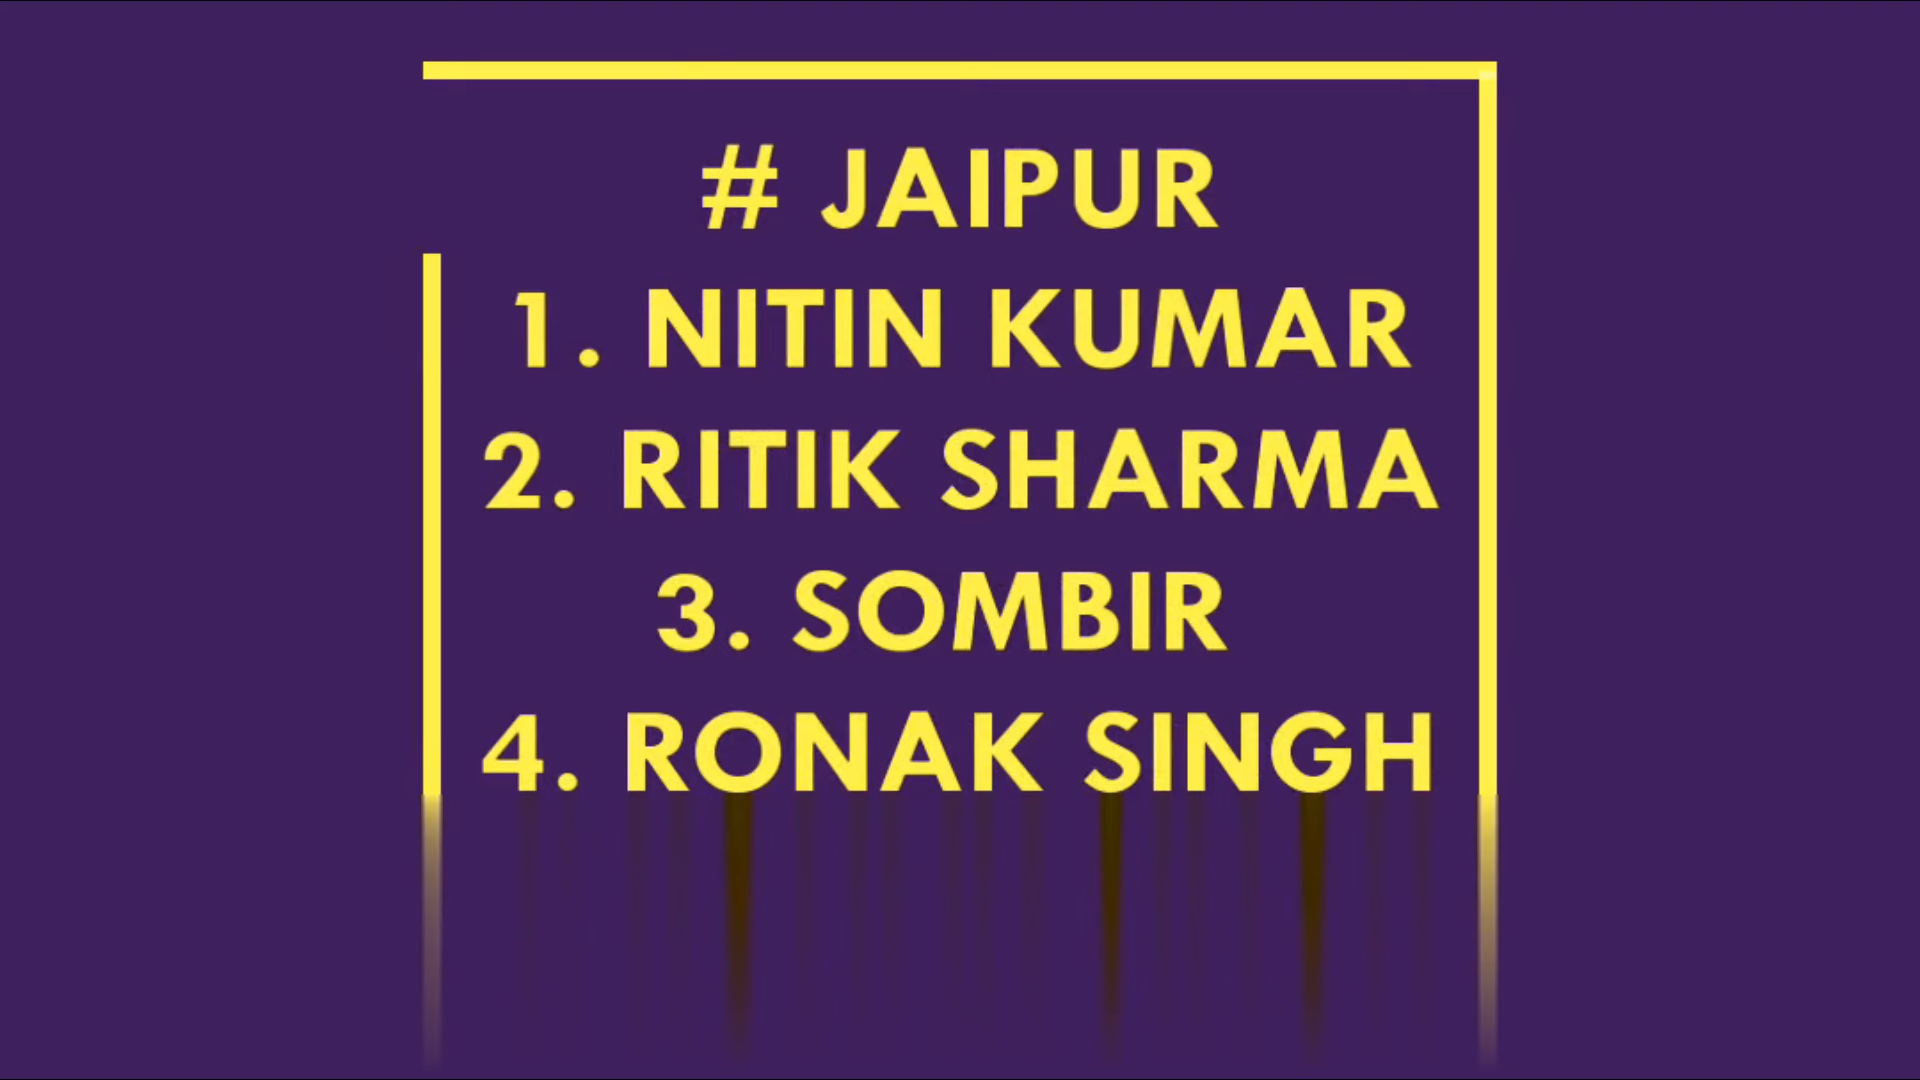 # JAIPUR
1. NITIN KUMAR
2. RITIK SHARMA
3. SOMBIR
4. RONAK SINGH